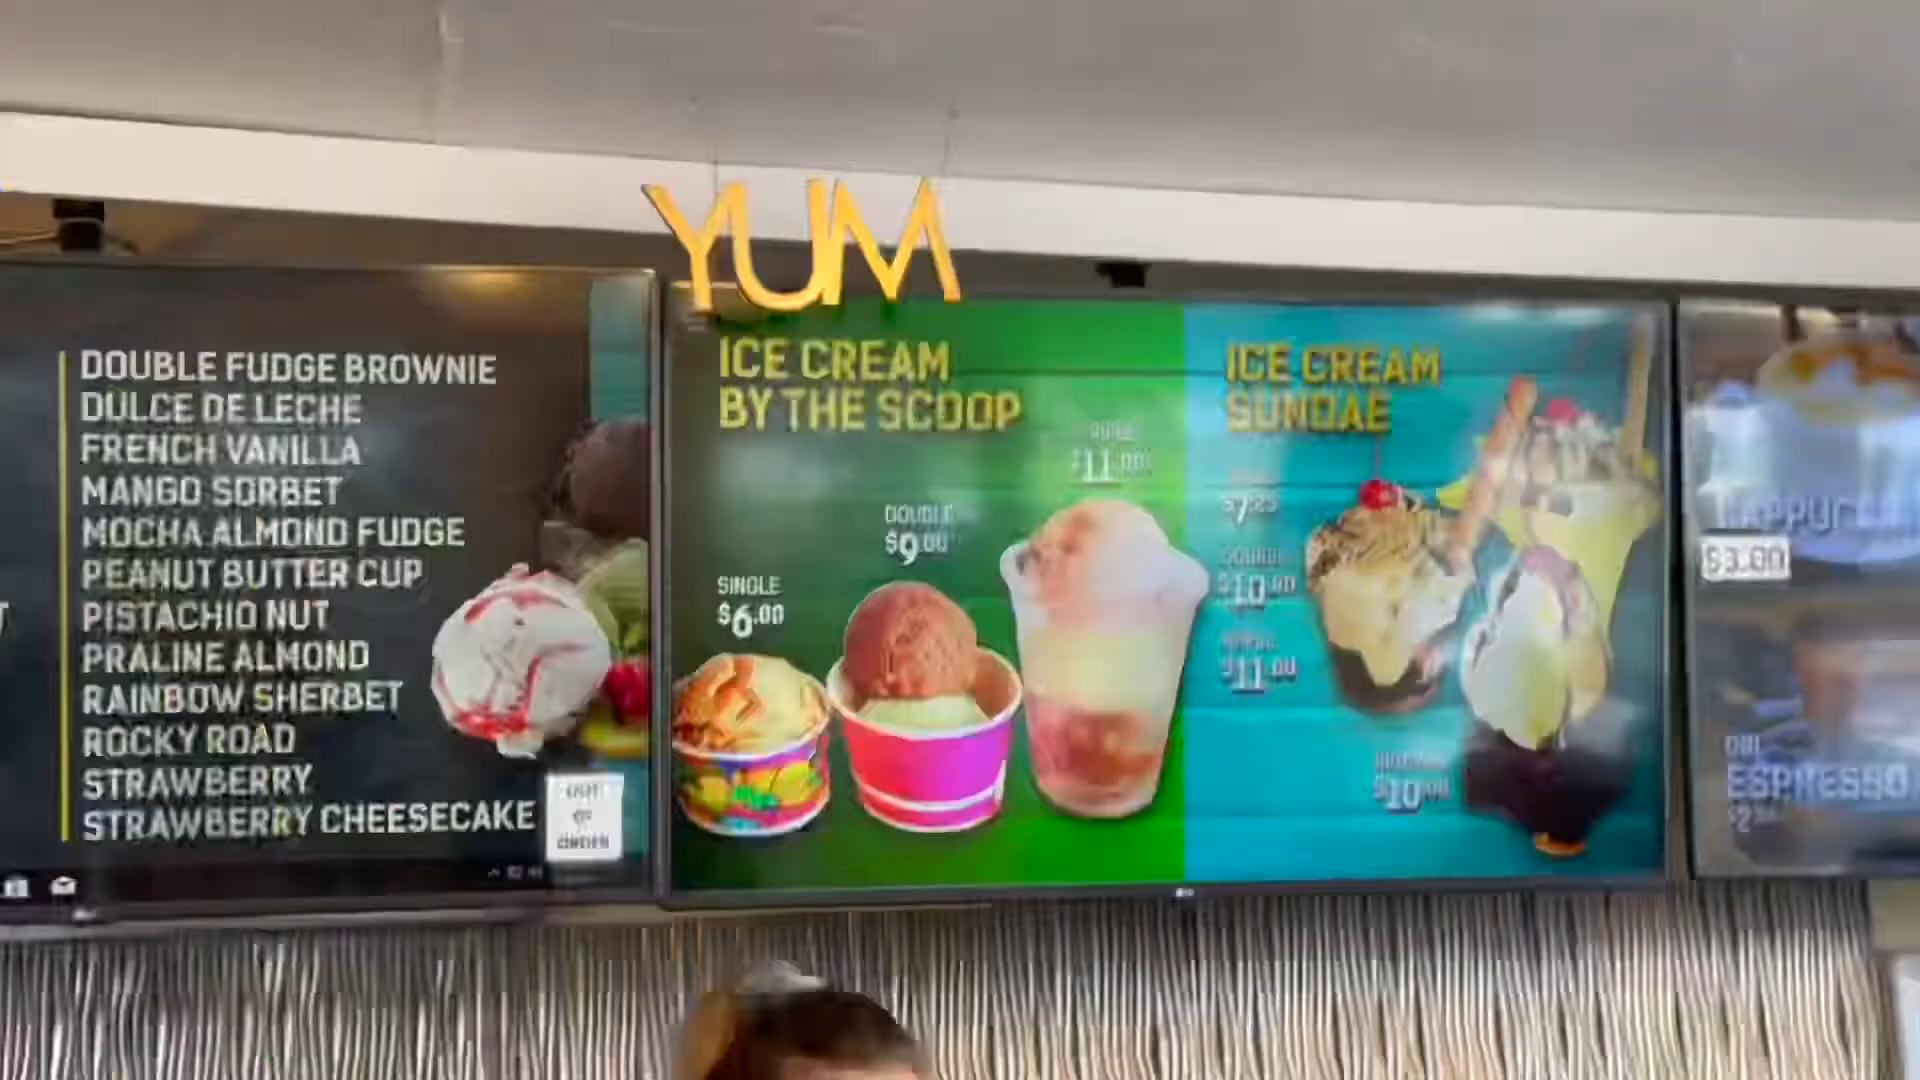 YUM
DOUBLE FUDGE BROWNIE
DULCE DE LECHE
FRENCH VANILLA
MANGO SORBET
MOCHA ALMOND FUDGE
PEANUT BUTTER CUP
PISTACHIO NUT
PRALINE ALMOND
RAINBOW SHERBET
ROCKY ROAD
STRAWBERRY
STRAWBERRY CHEESECAKE
ICE CREAM
BY THE SCOOP
SINGLE
$6.00
DOUBLE
$9.00
$11.00
ICE CREAM
SUNDAE
$7.25
DOUBLE
$10.00
$11.00
$10.00
$3.00
ESPRESSO